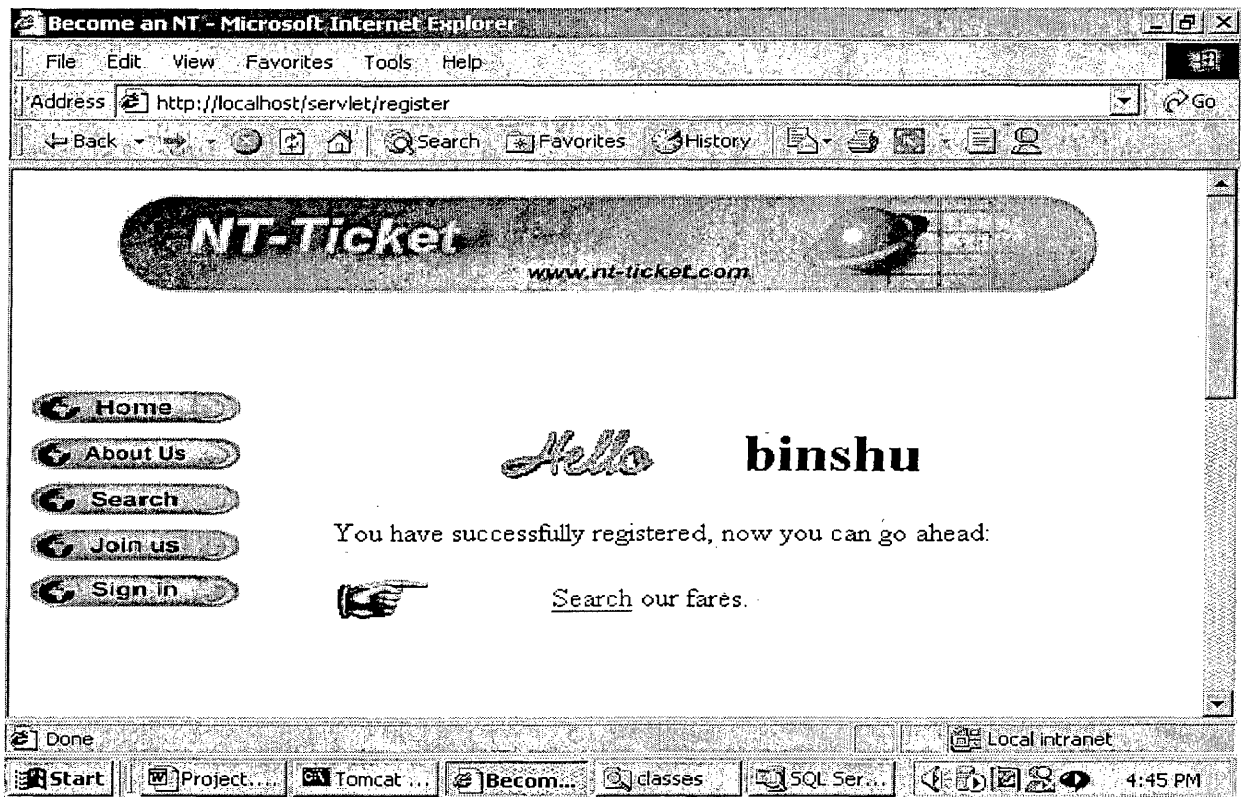 Become an NT - Microsoft Internet Explorer
File Edit View Favorites Tools Help
Address http://localhost/servlet/register Go
Back Search Favorites History
NT-Ticket
www.nt-ticket.com
Home
About Us
Search
Join us
Sign in
Hello binshu
You have successfully registered, now you can go ahead:
Search our fares.
Done Local intranet
Start Project..... Tomcat ... Becom... classes SQL Ser... 4:45 PM